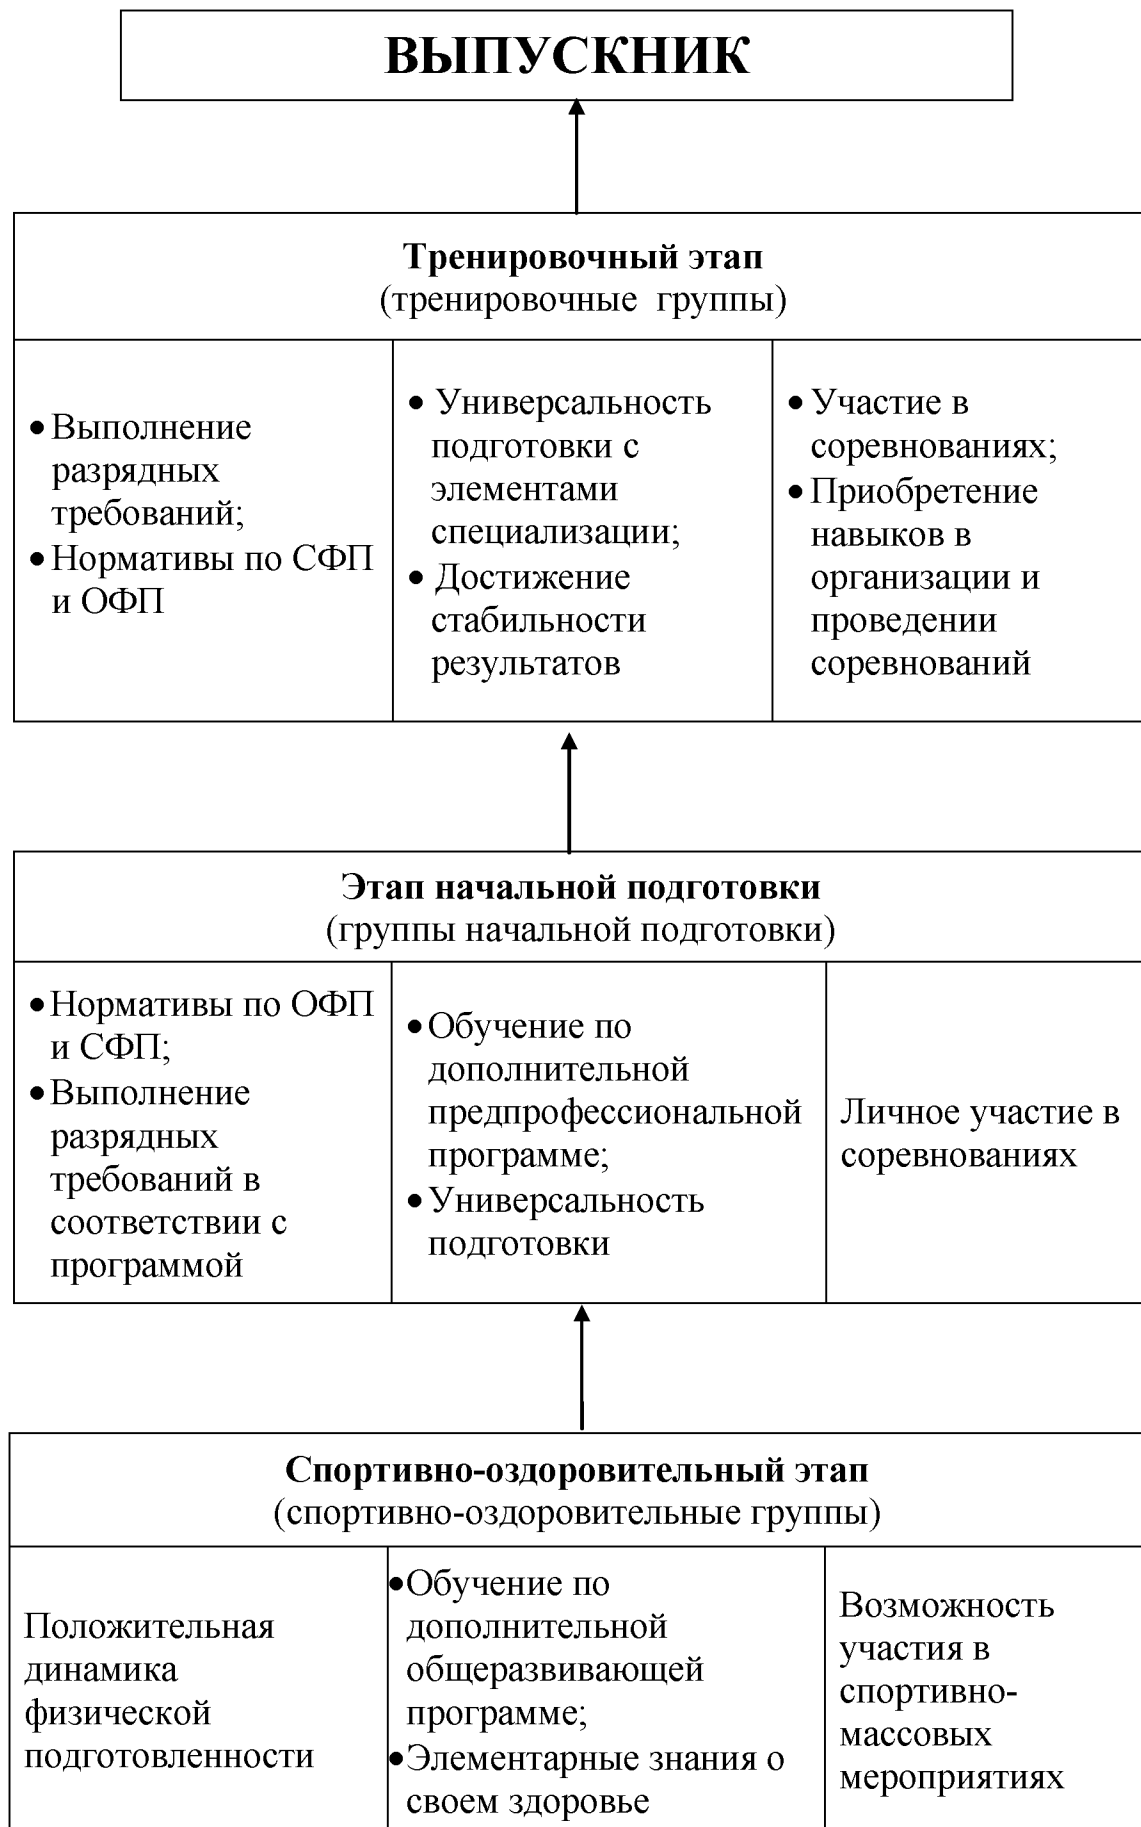 ВЫПУСКНИК
Тренировочный этап
(тренировочные группы)
• Выполнение
разрядных
требований;
• Нормативы по СФП
и ОФП
• Универсальность
подготовки с
элементами
специализации;
• Достижение
стабильности
результатов
• Участие в
соревнованиях;
• Приобретение
навыков в
организации и
проведении
соревнований
Этап начальной подготовки
(группы начальной подготовки)
• Нормативы по ОФП
и СФП;
• Выполнение
разрядных
требований в
соответствии с
программой
• Обучение по
дополнительной
предпрофессиональной
программе;
• Универсальность
подготовки
Личное участие в
соревнованиях
Спортивно-оздоровительный этап
(спортивно-оздоровительные группы)
Положительная
динамика
физической
подготовленности
• Обучение по
дополнительной
общеразвивающей
программе;
• Элементарные знания о
своем здоровье
Возможность
участия в
спортивно-
массовых
мероприятиях